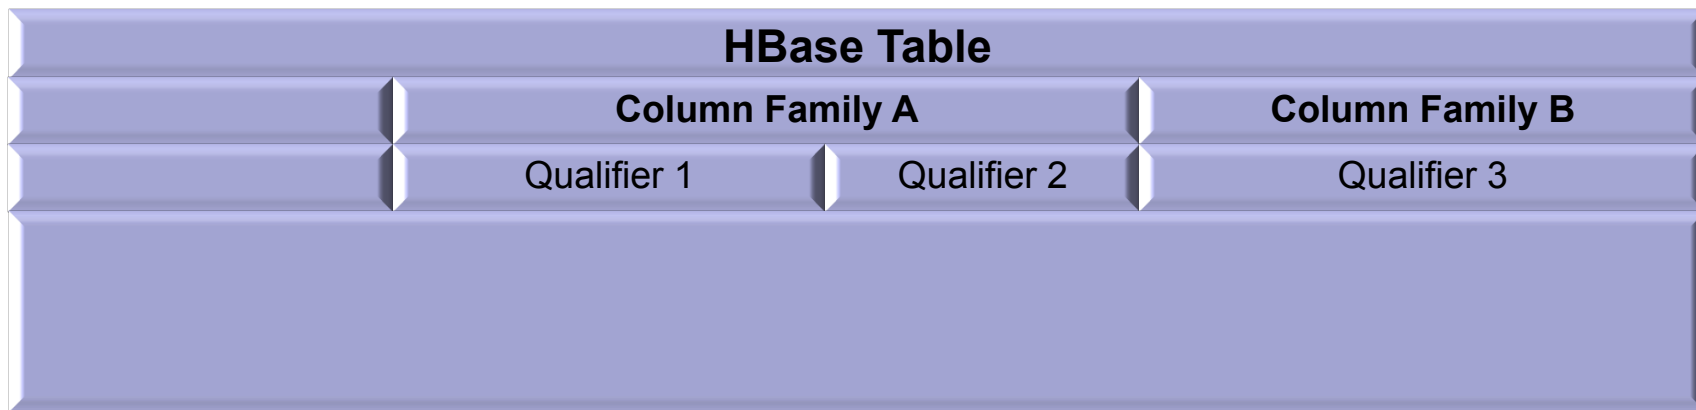 HBase Table
Column Family A Column Family B
Qualifier 1 Qualifier 2 Qualifier 3